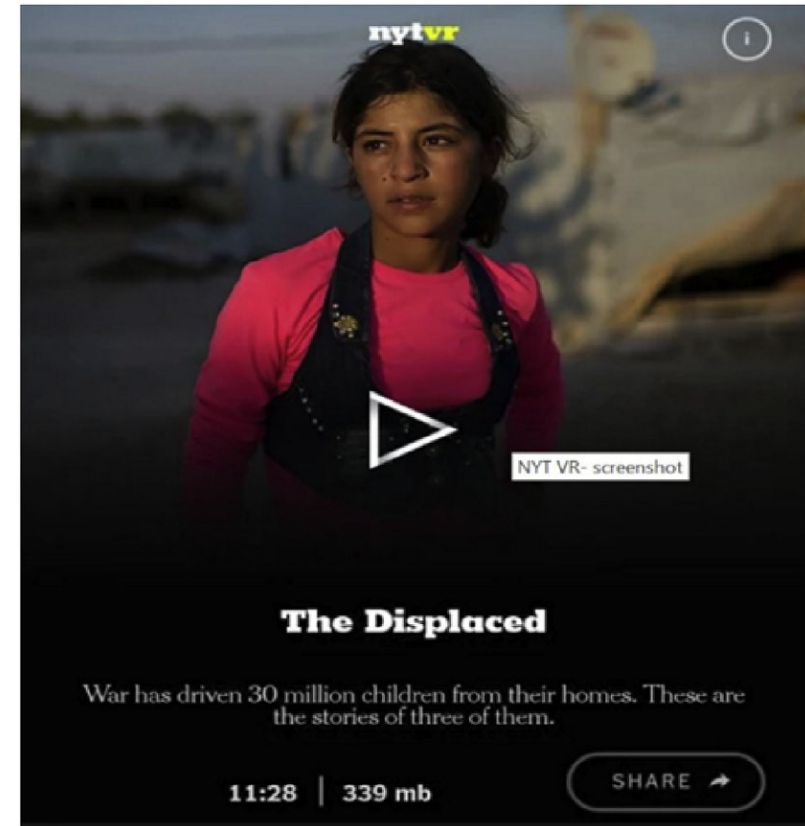 nytvr
i
NYT VR- screenshot
The Displaced
War has driven 30 million children from their homes. These are
the stories of three of them.
11:28 | 339 mb
SHARE